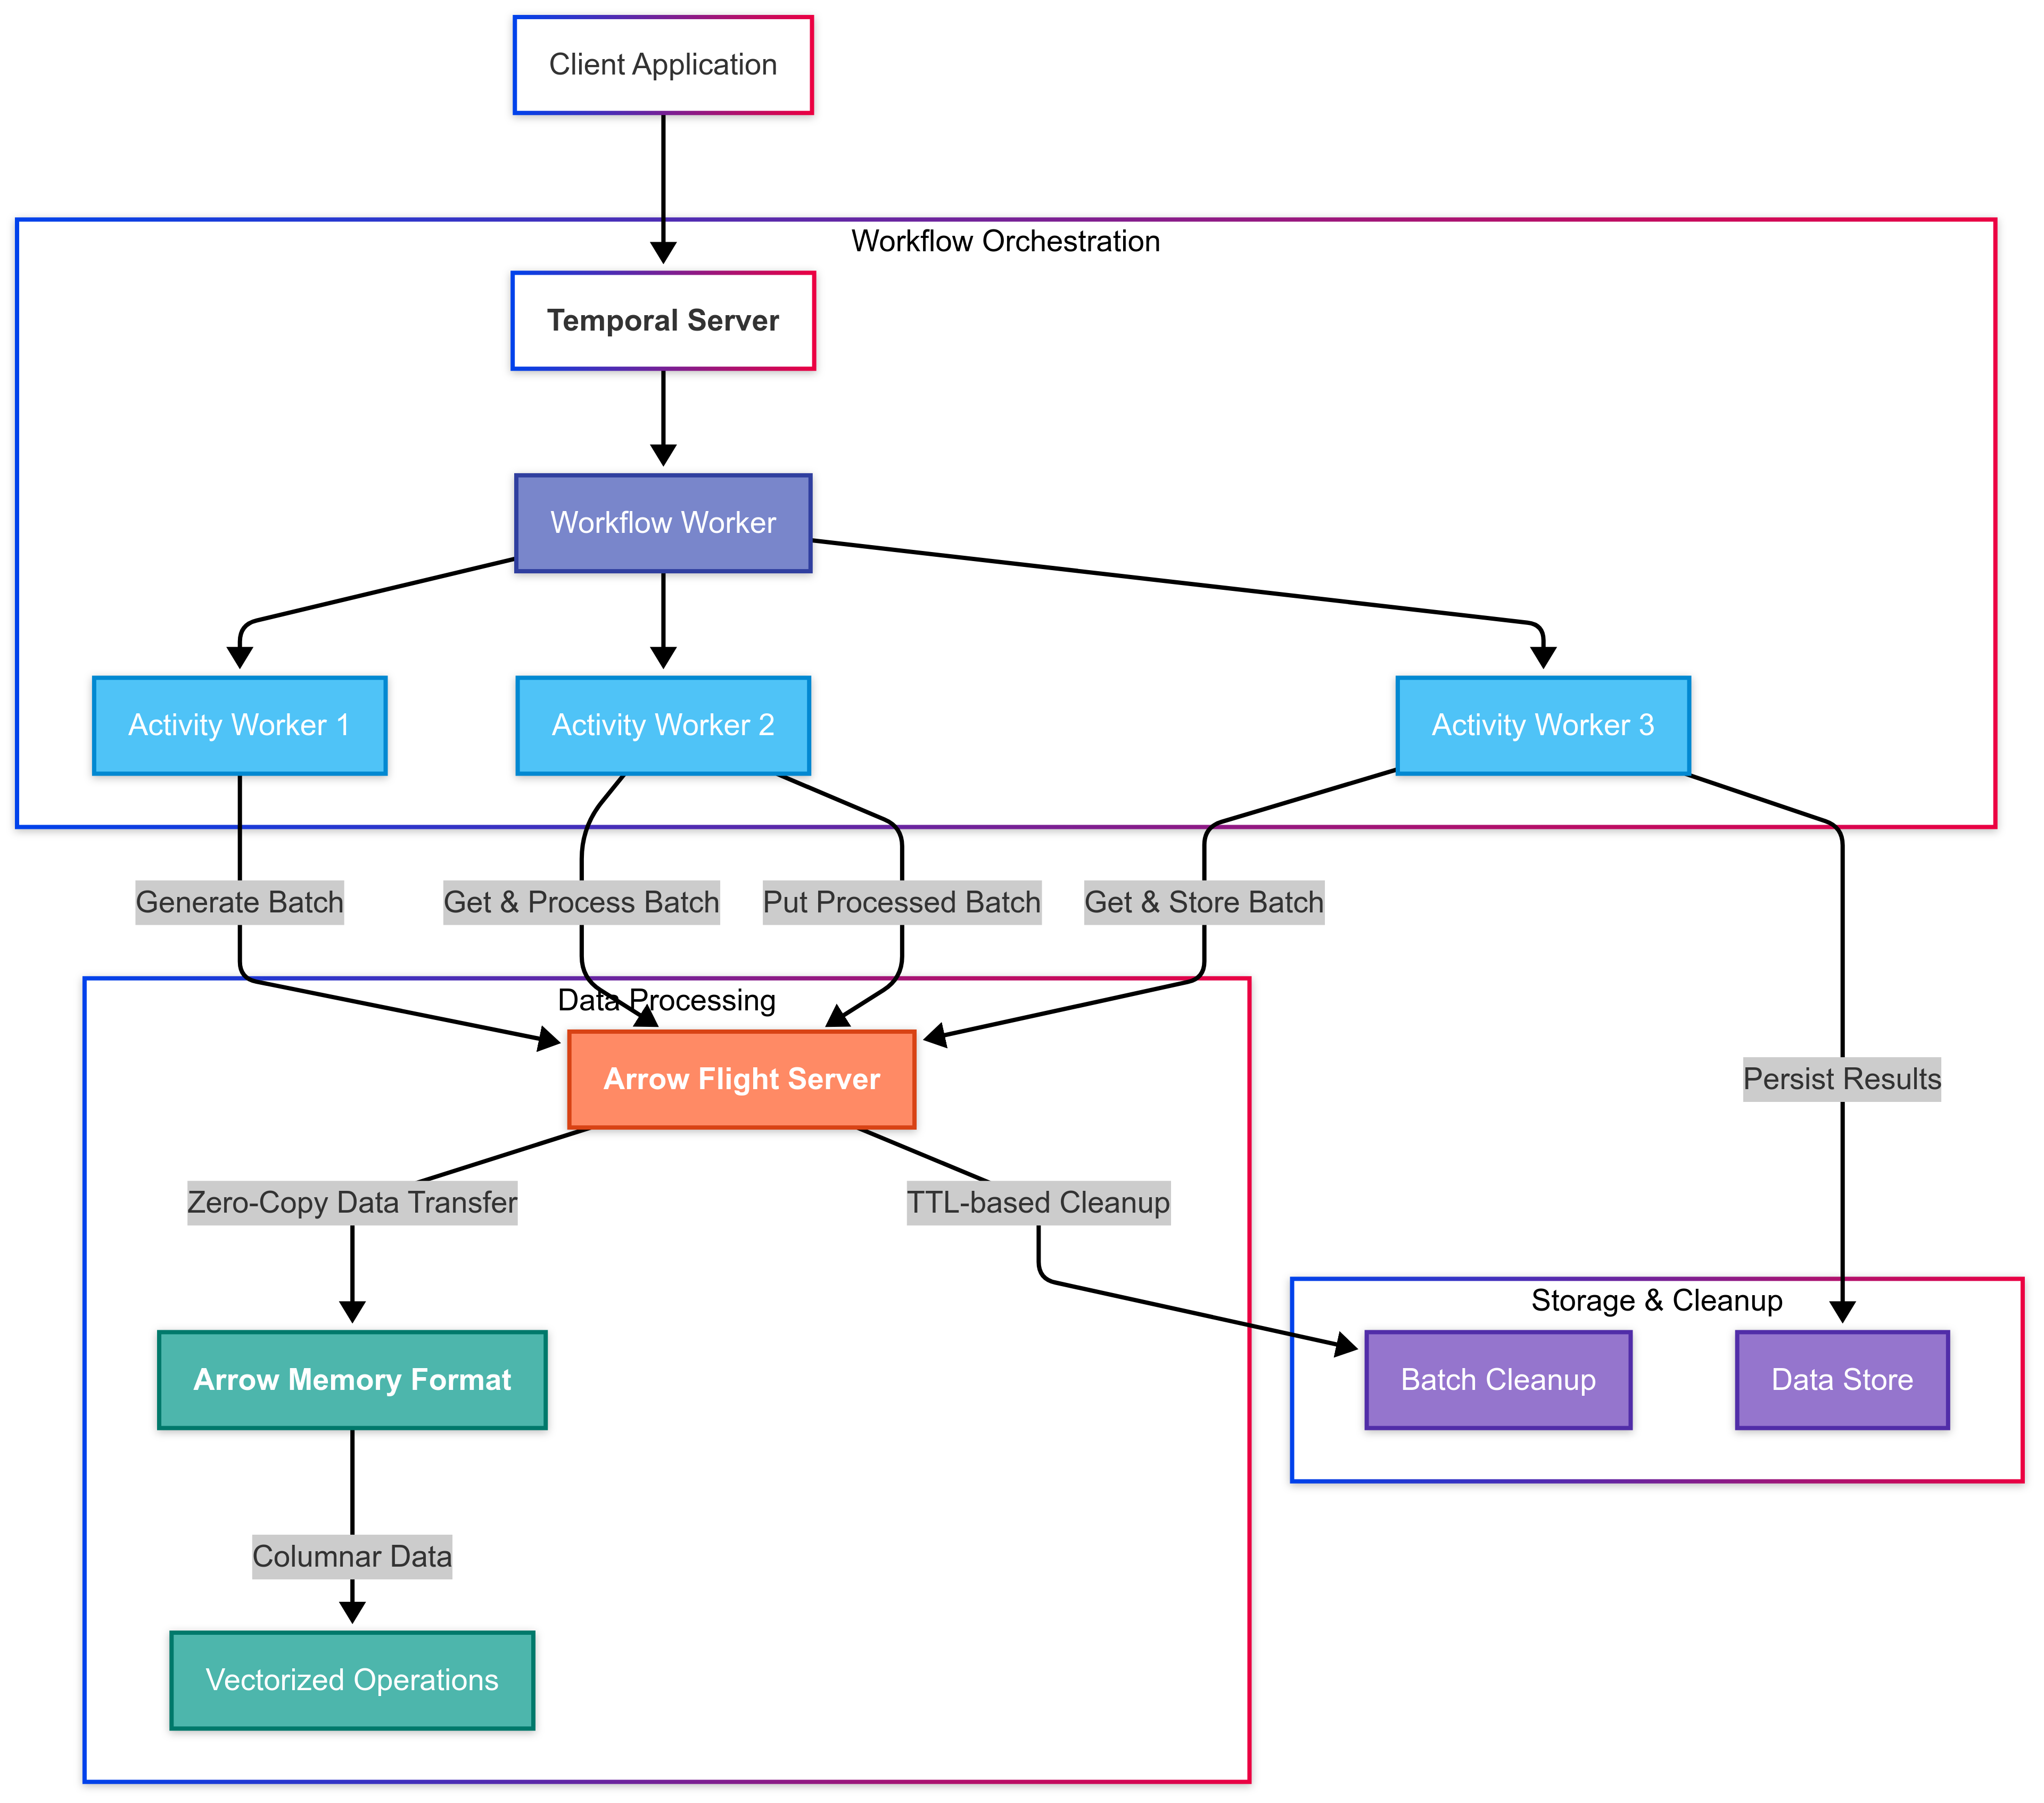 Client Application
Workflow Orchestration
Temporal Server
Workflow Worker
Activity Worker 1
Activity Worker 2
Activity Worker 3
Generate Batch
Get & Process Batch
Put Processed Batch
Get & Store Batch
Data Processing
Arrow Flight Server
Persist Results
Zero-Copy Data Transfer
TTL-based Cleanup
Storage & Cleanup
Arrow Memory Format
Batch Cleanup
Data Store
Columnar Data
Vectorized Operations